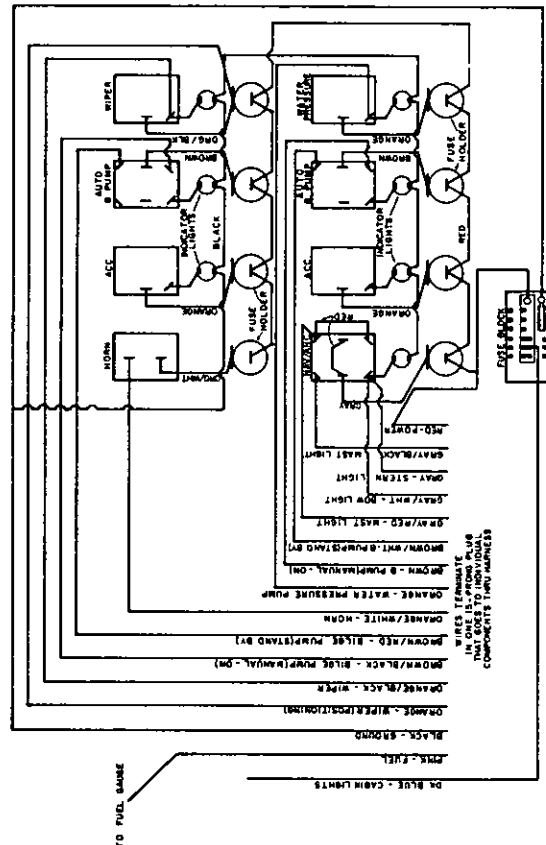 WIPER
ORG/BLK
BROWN
AUTO
B PUMP
INDICATOR
LIGHTS
BLACK
ACC
ORANGE
FUSE
HOLDER
HORN
ORG/WHT
WATER
PRESSURE
ORANGE
BROWN
FUSE
HOLDER
AUTO
B PUMP
INDICATOR
LIGHTS
RED
ACC
ORANGE
RED
NAV/ANC
GRAY
FUSE BLOCK
RED-POWER
GRAY/BLACK MAST LIGHT
GRAY - STERN LIGHT
GRAY/WHT - BOW LIGHT
GRAY/RED - MAST LIGHT
BROWN/WHT-B PUMP(STAND BY)
BROWN - B PUMP(MANUAL - ON)
ORANGE - WATER PRESSURE PUMP
ORANGE/WHITE - HORN
BROWN/RED - BILGE PUMP(STAND BY)
BROWN/BLACK - BILGE PUMP(MANUAL - ON)
ORANGE/BLACK - WIPER
ORANGE - WIPER(POSITIONING)
BLACK - GROUND
PINK - FUEL
DK BLUE - CABIN LIGHTS
WIRES TERMINATE
IN ONE 15-PRONG PLUG
THAT GOES TO INDIVIDUAL
COMPONENTS THRU HARNESS
TO FUEL GAUGE